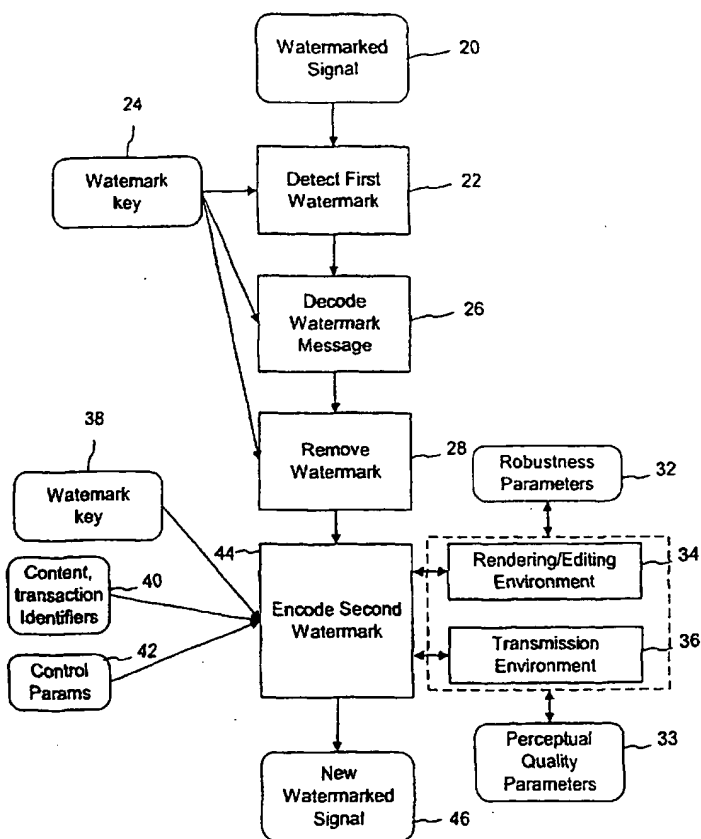 Watermarked
Signal
20
24
Watemark
key
Detect First
Watermark
22
Decode
Watermark
Message
26
38
Remove
Watermark
28
Robustness
Parameters
32
Watemark
key
44
Rendering/Editing
Environment
34
Content,
transaction
Identifiers
40
Encode Second
Watermark
42
Control
Params
Transmission
Environment
36
New
Watermarked
Signal
46
Perceptual
Quality
Parameters
33